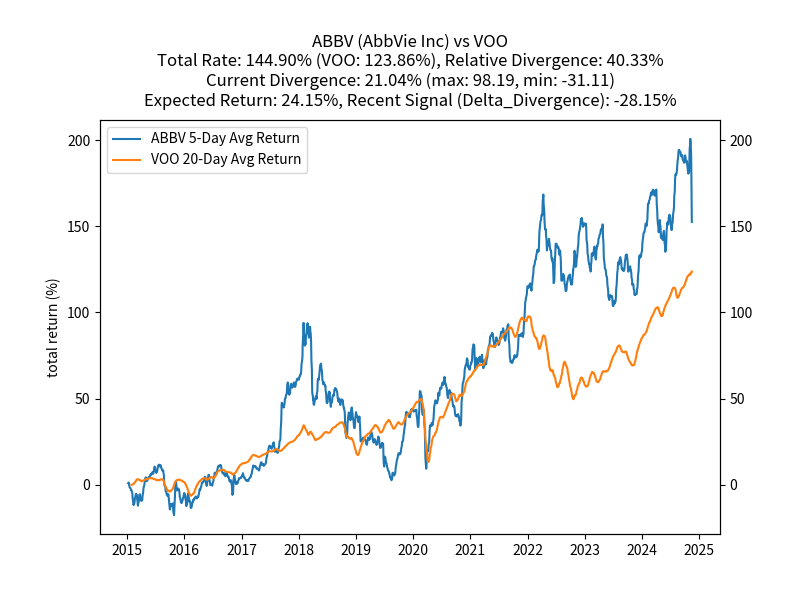 ABBV (AbbVie Inc) vs VOO
Total Rate: 144.90% (VOO: 123.86%), Relative Divergence: 40.33%
Current Divergence: 21.04% (max: 98.19, min: -31.11)
Expected Return: 24.15%, Recent Signal (Delta_Divergence): -28.15%
ABBV 5-Day Avg Return
VOO 20-Day Avg Return
total return (%)
200
150
100
50
0
200
150
100
50
0
2015 2016 2017 2018 2019 2020 2021 2022 2023 2024 2025